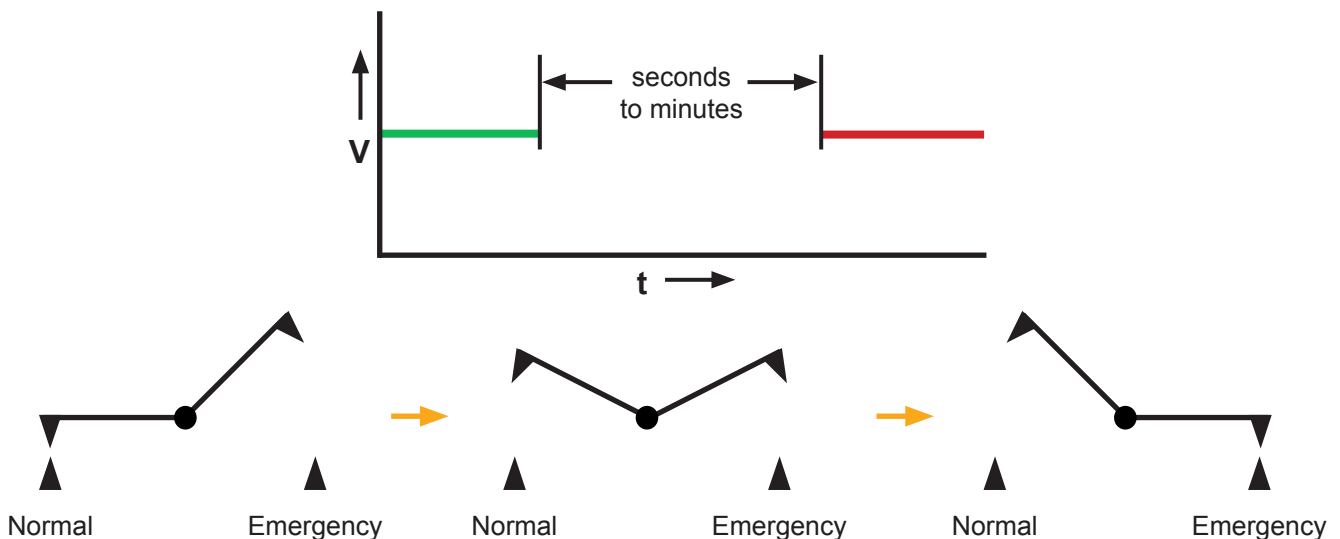 seconds
to minutes
V
t
Normal
Emergency
Normal
Emergency
Normal
Emergency